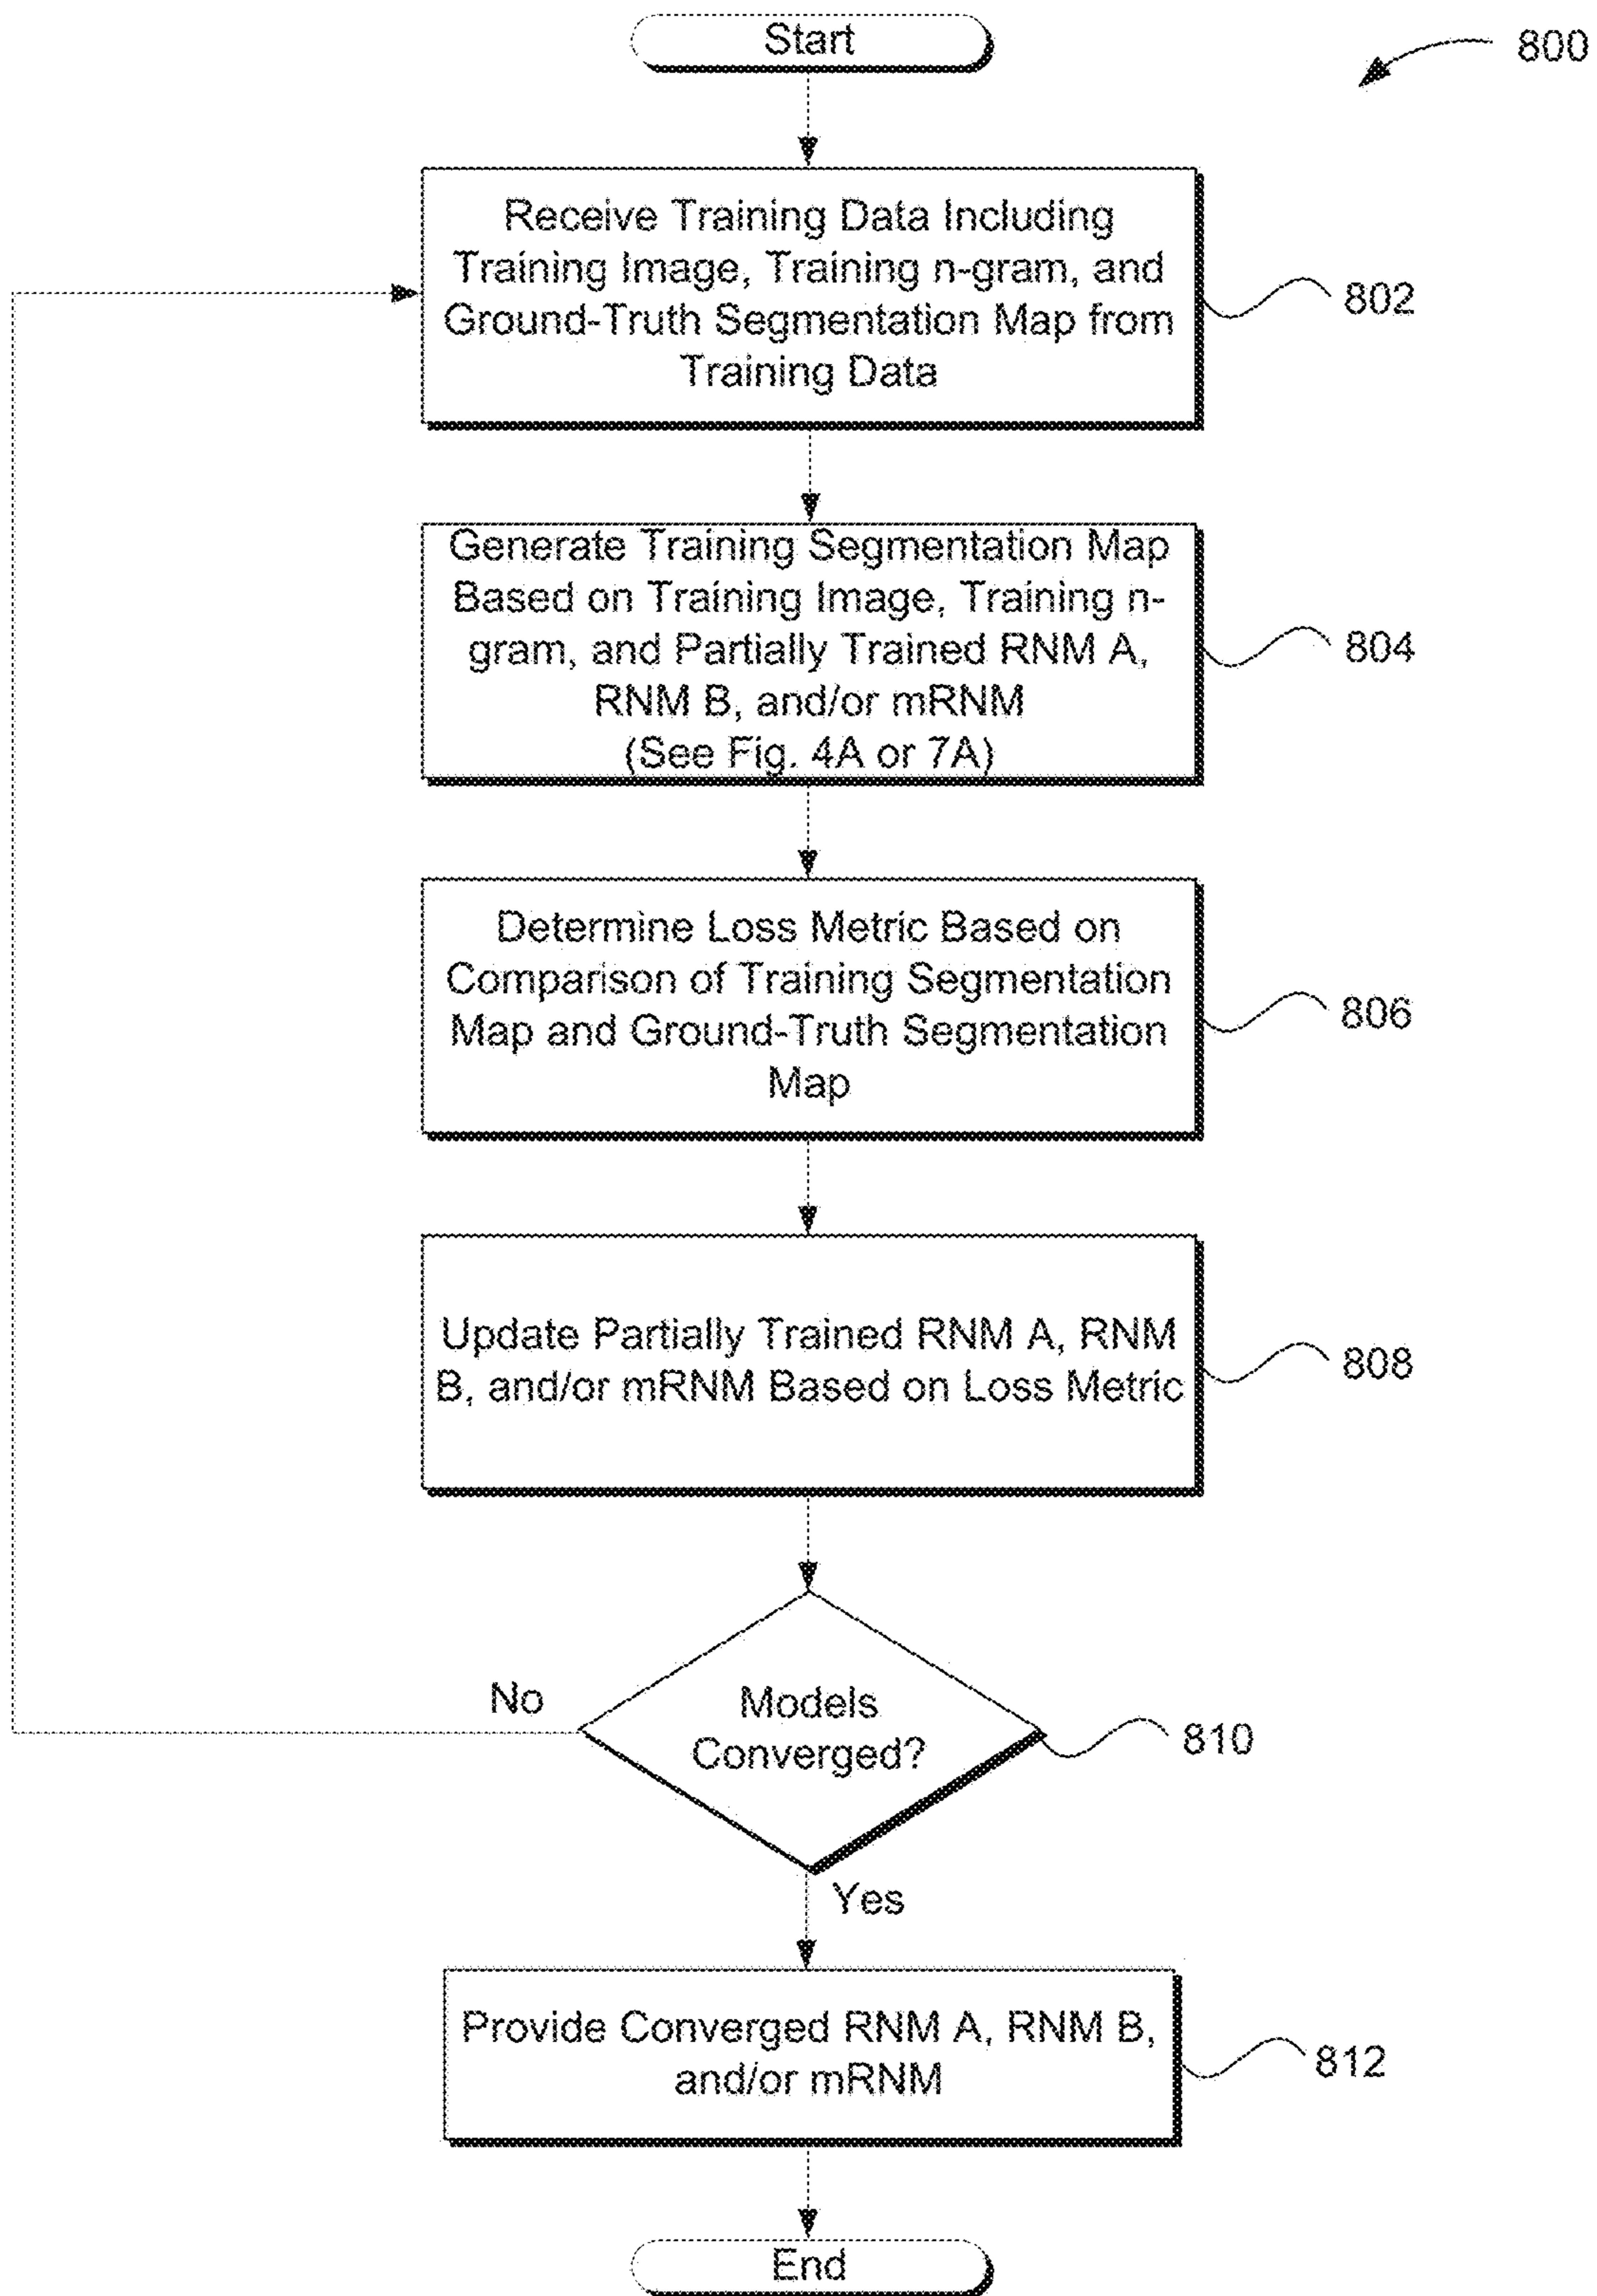 Start
800
Receive Training Data Including
Training Image, Training n-gram, and
Ground-Truth Segmentation Map from
Training Data
802
Generate Training Segmentation Map
Based on Training Image, Training n-
gram, and Partially Trained RNM A,
RNM B, and/or mRNM
(See Fig. 4A or 7A)
804
Determine Loss Metric Based on
Comparison of Training Segmentation
Map and Ground-Truth Segmentation
Map
806
Update Partially Trained RNM A, RNM
B, and/or mRNM Based on Loss Metric
808
No
Models
Converged?
810
Yes
Provide Converged RNM A, RNM B,
and/or mRNM
812
End